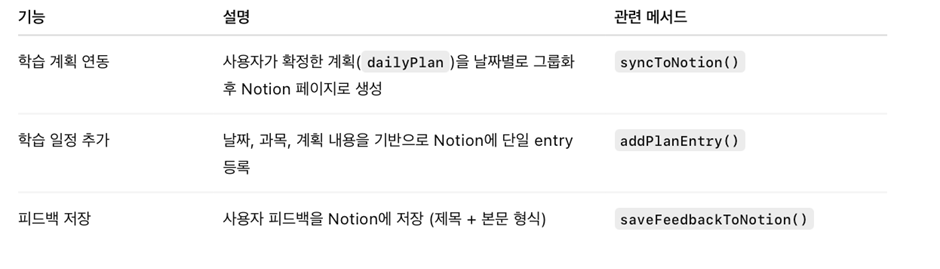 기능 설명 관련 메서드
학습 계획 연동 사용자가 확정한 계획(dailyPlan)을 날짜별로 그룹화 syncToNotion()
후 Notion 페이지로 생성
학습 일정 추가 날짜, 과목, 계획 내용을 기반으로 Notion에 단일 entry addPlanEntry()
등록
피드백 저장 사용자 피드백을 Notion에 저장 (제목 + 본문 형식) saveFeedbackToNotion()